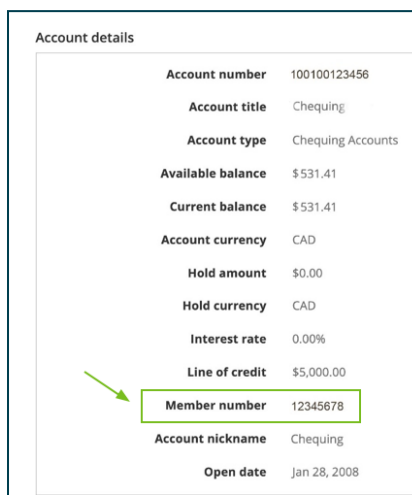 Account details
Account number 100100123456
Account title Chequing
Account type Chequing Accounts
Available balance $531.41
Current balance $531.41
Account currency CAD
Hold amount $0.00
Hold currency CAD
Interest rate 0.00%
Line of credit $5,000.00
Member number 12345678
Account nickname Chequing
Open date Jan 28, 2008